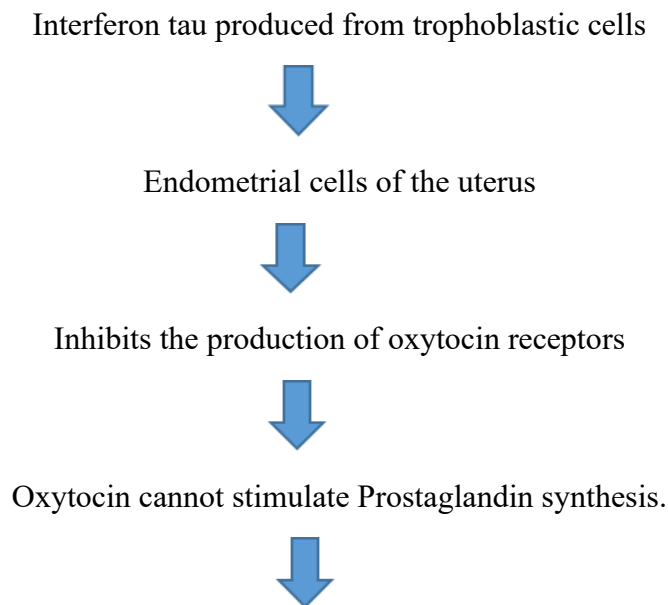 Interferon tau produced from trophoblastic cells
Endometrial cells of the uterus
Inhibits the production of oxytocin receptors
Oxytocin cannot stimulate Prostaglandin synthesis.